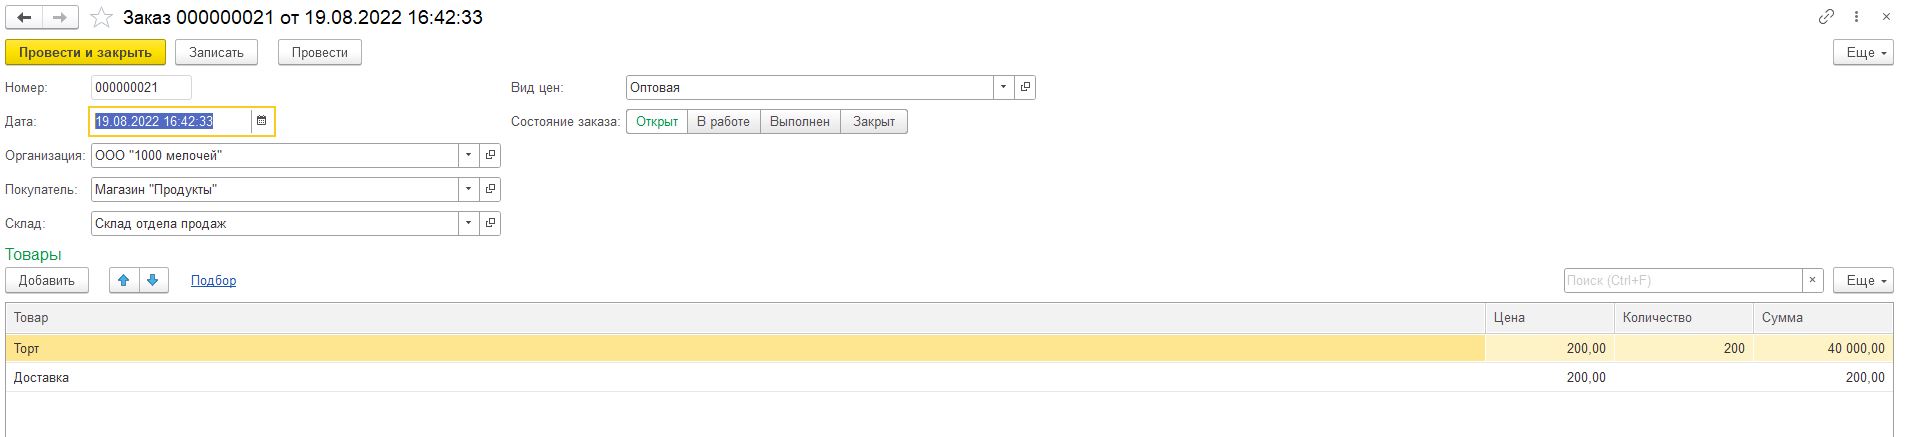 Заказ 000000021 от 19.08.2022 16:42:33
Провести и закрыть Записать Провести Еще
Номер: 000000021 Вид цен: Оптовая
Дата: 19.08.2022 16:42:33 Состояние заказа: Открыт В работе Выполнен Закрыт
Организация: ООО "1000 мелочей"
Покупатель: Магазин "Продукты"
Склад: Склад отдела продаж
Товары
Добавить Подбор Поиск (Ctrl+F) Еще
Товар Цена Количество Сумма
Торт 200,00 200 40 000,00
Доставка 200,00 200,00